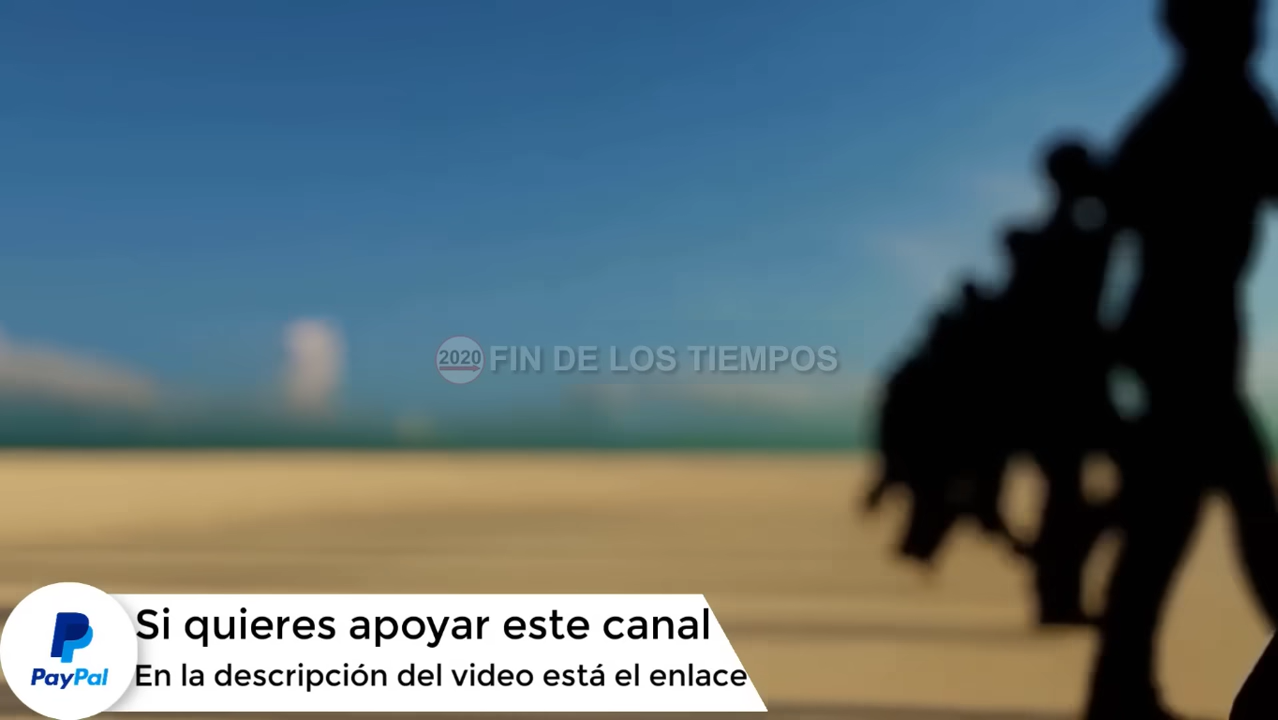 2020 FIN DE LOS TIEMPOS
Si quieres apoyar este canal
En la descripción del video está el enlace
PayPal